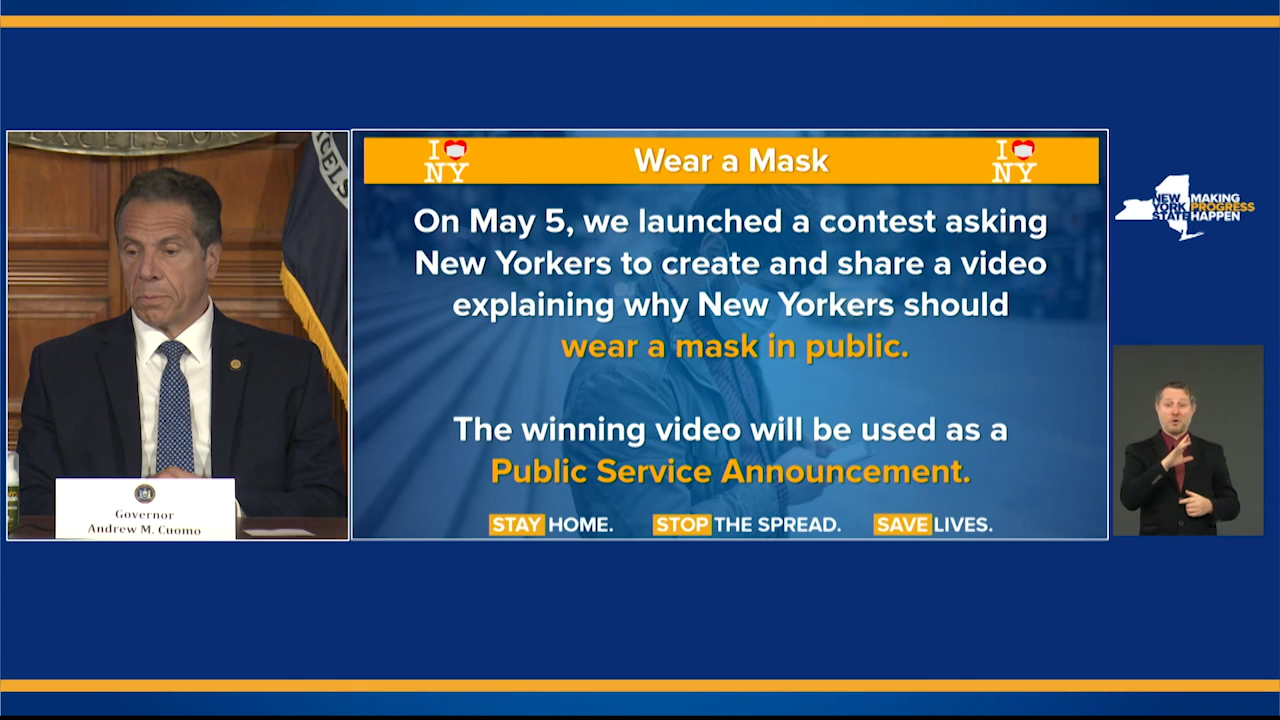 EXCELSIOR
EXCELS
Governor
Andrew M. Cuomo
I NY
Wear a Mask
I NY
On May 5, we launched a contest asking
New Yorkers to create and share a video
explaining why New Yorkers should
wear a mask in public.
The winning video will be used as a
Public Service Announcement.
STAY HOME. STOP THE SPREAD. SAVE LIVES.
NEW
YORK
STATE
MAKING
PROGRESS
HAPPEN